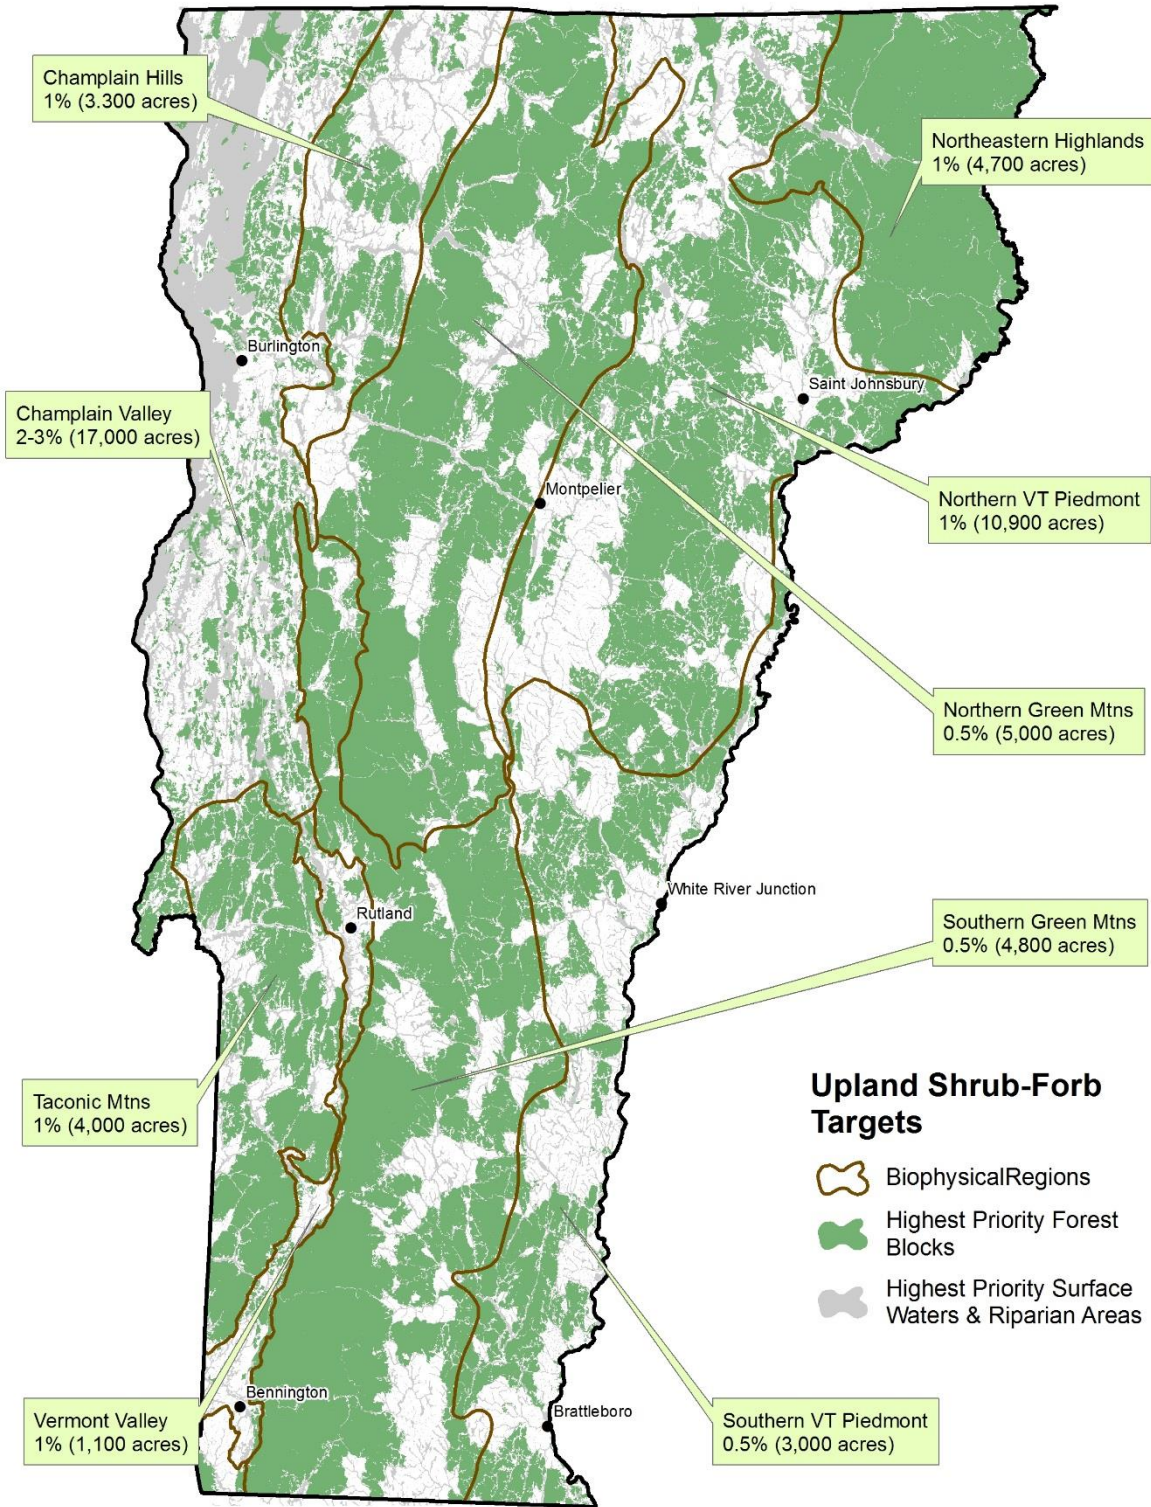 Champlain Hills
1% (3.300 acres)
Northeastern Highlands
1% (4,700 acres)
Burlington
Saint Johnsbury
Champlain Valley
2-3% (17,000 acres)
Montpelier
Northern VT Piedmont
1% (10,900 acres)
Northern Green Mtns
0.5% (5,000 acres)
White River Junction
Rutland
Southern Green Mtns
0.5% (4,800 acres)
Taconic Mtns
1% (4,000 acres)
Upland Shrub-Forb
Targets
BiophysicalRegions
Highest Priority Forest
Blocks
Highest Priority Surface
Waters & Riparian Areas
Bennington
Brattleboro
Vermont Valley
1% (1,100 acres)
Southern VT Piedmont
0.5% (3,000 acres)